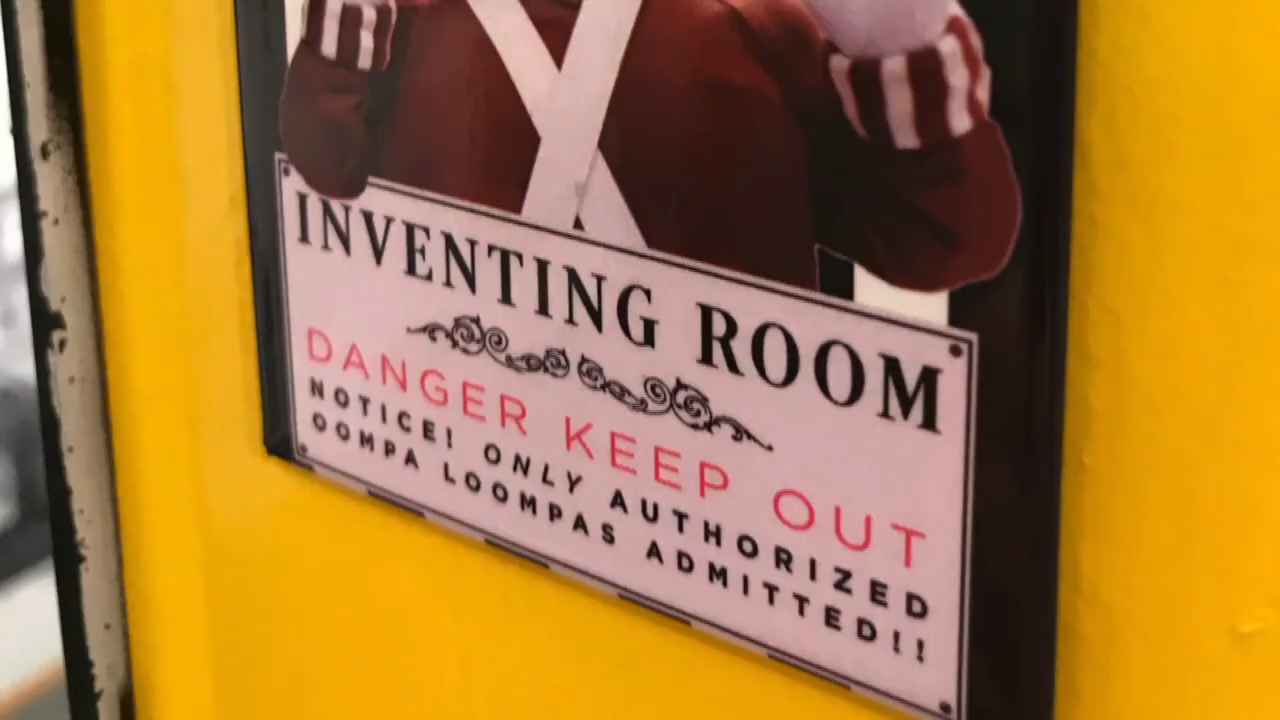 INVENTING ROOM
DANGER KEEP OUT
NOTICE! ONLY AUTHORIZED
OOMPA LOOMPAS ADMITTED!!